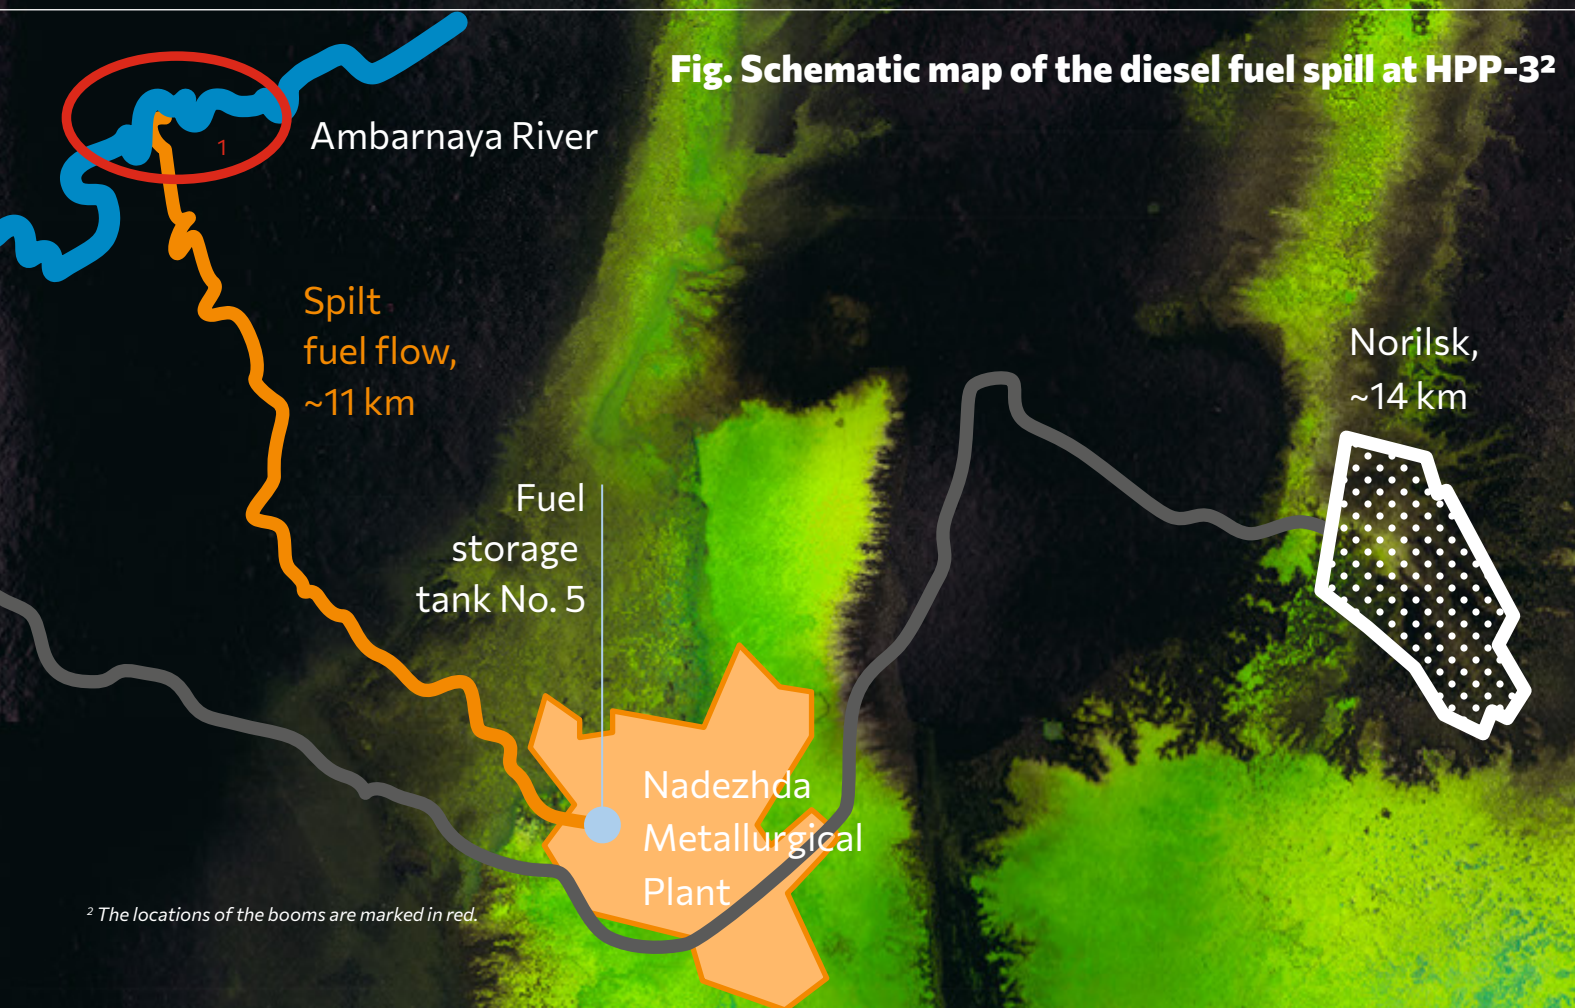 Fig. Schematic map of the diesel fuel spill at HPP-3²
1
Ambarnaya River
Spilt
fuel flow,
~11 km
Norilsk,
~14 km
Fuel
storage
tank No. 5
Nadezhda
Metallurgical
Plant
² The locations of the booms are marked in red.